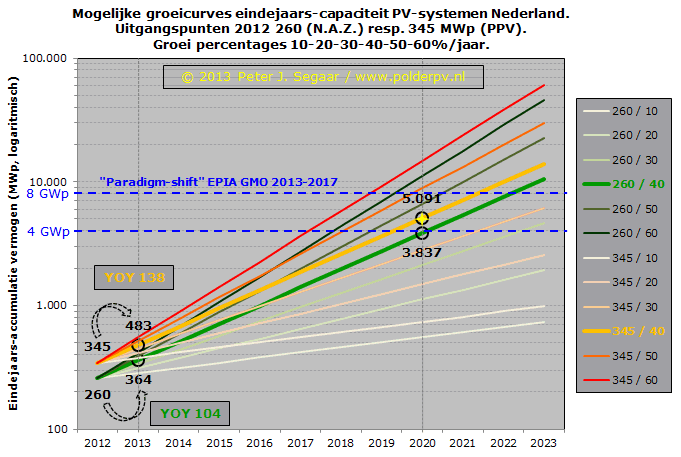 Mogelijke groeicurves eindejaars-capaciteit PV-systemen Nederland.
Uitgangspunten 2012 260 (N.A.Z.) resp. 345 MWp (PPV).
Groei percentages 10-20-30-40-50-60%/jaar.
© 2013 Peter J. Segaar / www.polderpv.nl
Eindejaars-accumulatie vermogen (MWp, logaritmisch)
100.000
10.000
1.000
100
8 GWp
4 GWp
"Paradigm-shift" EPIA GMO 2013-2017
5.091
3.837
YOY 138
483
345
364
260
YOY 104
2012 2013 2014 2015 2016 2017 2018 2019 2020 2021 2022 2023
260 / 10
260 / 20
260 / 30
260 / 40
260 / 50
260 / 60
345 / 10
345 / 20
345 / 30
345 / 40
345 / 50
345 / 60